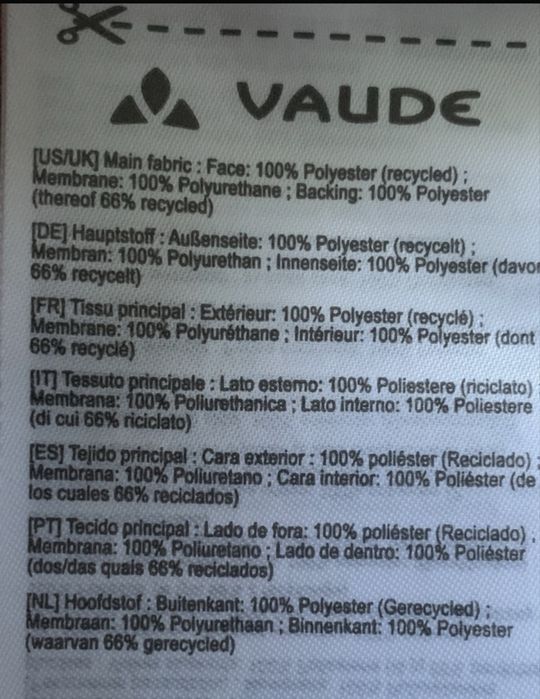 VAUDE
[US/UK] Main fabric : Face: 100% Polyester (recycled) ;
Membrane: 100% Polyurethane ; Backing: 100% Polyester
(thereof 66% recycled)
[DE] Hauptstoff : Außenseite: 100% Polyester (recycelt) ;
Membran: 100% Polyurethan ; Innenseite: 100% Polyester (davon
66% recycelt)
[FR] Tissu principal : Extérieur: 100% Polyester (recyclé) ;
Membrane: 100% Polyuréthane ; Intérieur: 100% Polyester (dont
66% recyclé)
[IT] Tessuto principale : Lato esterno: 100% Poliestere (riciclato) ;
Membrana: 100% Poliurethanica ; Lato interno: 100% Poliestere
(di cui 66% riciclato)
[ES] Tejido principal : Cara exterior : 100% poliéster (Reciclado) ;
Membrana: 100% Poliuretano ; Cara interior: 100% Poliéster (de
los cuales 66% reciclados)
[PT] Tecido principal : Lado de fora: 100% poliéster (Reciclado) ;
Membrana: 100% Poliuretano ; Lado de dentro: 100% Poliéster
(dos/das quais 66% reciclados)
[NL] Hoofdstof : Buitenkant: 100% Polyester (Gerecycled) ;
Membraan: 100% Polyurethaan ; Binnenkant: 100% Polyester
(waarvan 66% gerecycled)